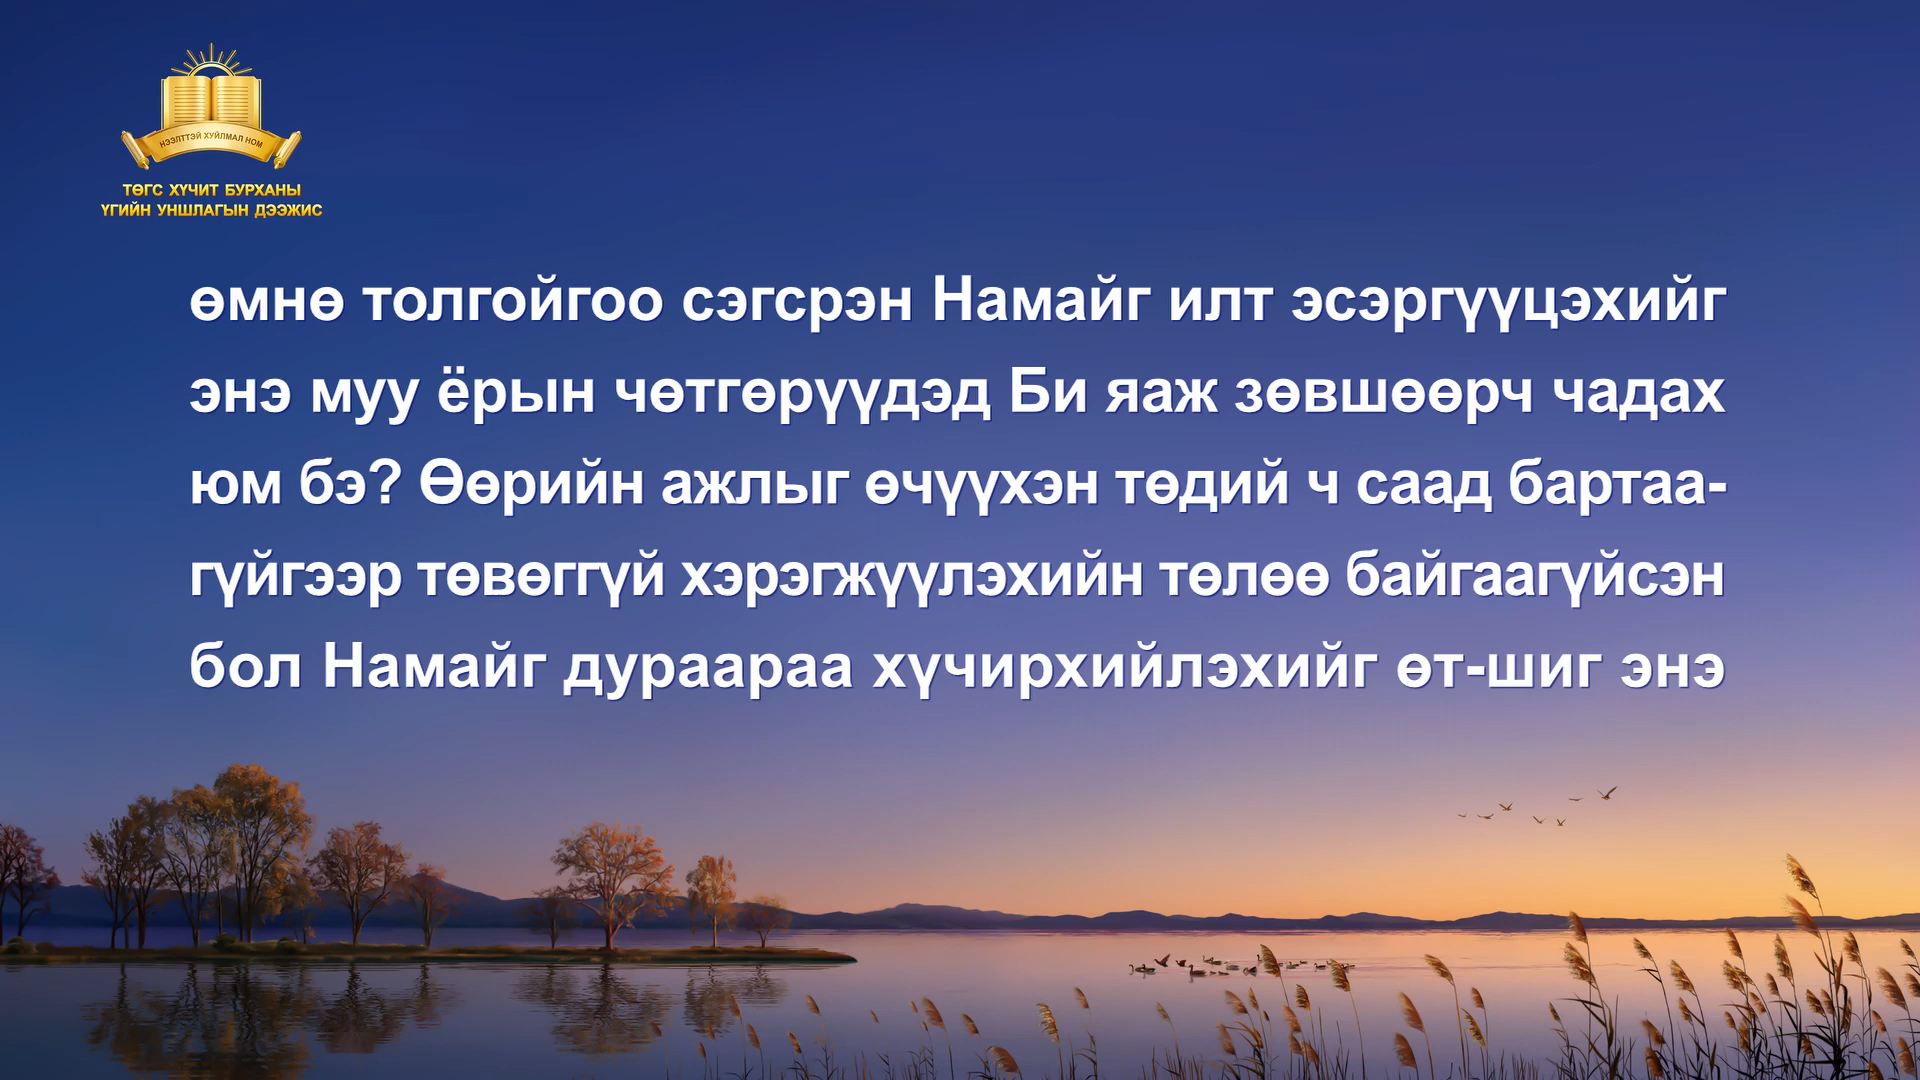 НЭЭЛТТЭЙ ХУЙЛМАЛ НОМ
ТӨГС ХҮЧИТ БУРХАНЫ
ҮГИЙН УНШЛАГЫН ДЭЭЖИС
өмнө толгойгоо сэгсрэн Намайг илт эсэргүүцэхийг
энэ муу ёрын чөтгөрүүдэд Би яаж зөвшөөрч чадах
юм бэ? Өөрийн ажлыг өчүүхэн төдий ч саад бартаа-
гүйгээр төвөггүй хэрэгжүүлэхийн төлөө байгаагүйсэн
бол Намайг дураараа хүчирхийлэхийг өт-шиг энэ